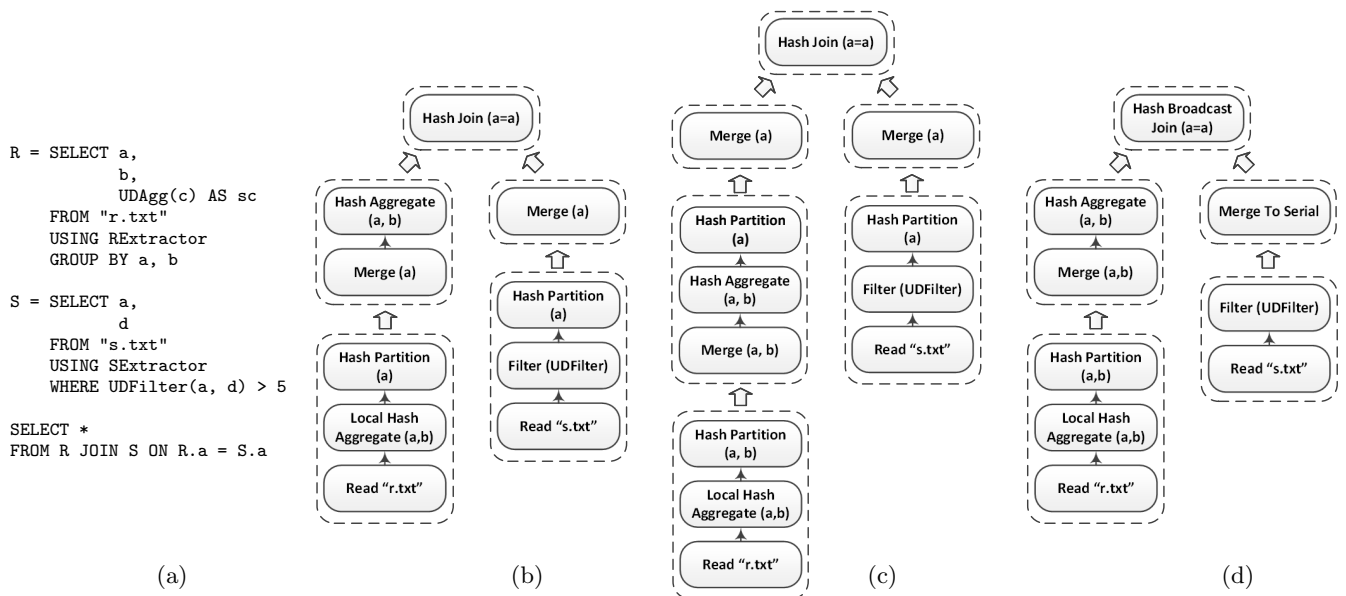 R = SELECT a,
b,
UDAgg(c) AS sc
FROM "r.txt"
USING RExtractor
GROUP BY a, b
S = SELECT a,
d
FROM "s.txt"
USING SExtractor
WHERE UDFilter(a, d) > 5
SELECT *
FROM R JOIN S ON R.a = S.a
(a)
Hash Join (a=a)
Hash Aggregate
(a, b)
Merge (a)
Hash Partition
(a)
Local Hash
Aggregate (a,b)
Read “r.txt”
Merge (a)
Hash Partition
(a)
Filter (UDFilter)
Read “s.txt”
(b)
Hash Join (a=a)
Merge (a)
Hash Partition
(a)
Hash Aggregate
(a, b)
Merge (a, b)
Hash Partition
(a, b)
Local Hash
Aggregate (a,b)
Read “r.txt”
Merge (a)
Hash Partition
(a)
Filter (UDFilter)
Read “s.txt”
(c)
Hash Broadcast
Join (a=a)
Hash Aggregate
(a, b)
Merge (a,b)
Hash Partition
(a,b)
Local Hash
Aggregate (a,b)
Read “r.txt”
Merge To Serial
Filter (UDFilter)
Read “s.txt”
(d)